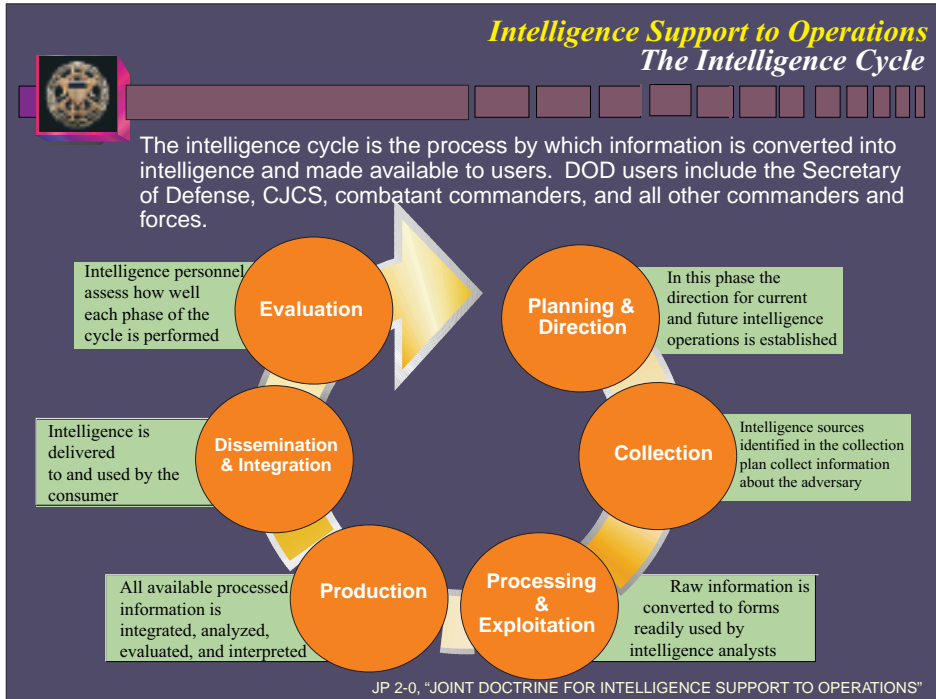 Intelligence Support to Operations
The Intelligence Cycle
The intelligence cycle is the process by which information is converted into
intelligence and made available to users.  DOD users include the Secretary
of Defense, CJCS, combatant commanders, and all other commanders and
forces.
Planning &
Direction
In this phase the
direction for current
and future intelligence
operations is established
Collection
Intelligence sources
identified in the collection
plan collect information
about the adversary
Processing
&
Exploitation
Raw information is
converted to forms
readily used by
intelligence analysts
Production
All available processed
information is
integrated, analyzed,
evaluated, and interpreted
Dissemination
& Integration
Intelligence is
delivered
to and used by the
consumer
Evaluation
Intelligence personnel
assess how well
each phase of the
cycle is performed
JP 2-0, “JOINT DOCTRINE FOR INTELLIGENCE SUPPORT TO OPERATIONS”